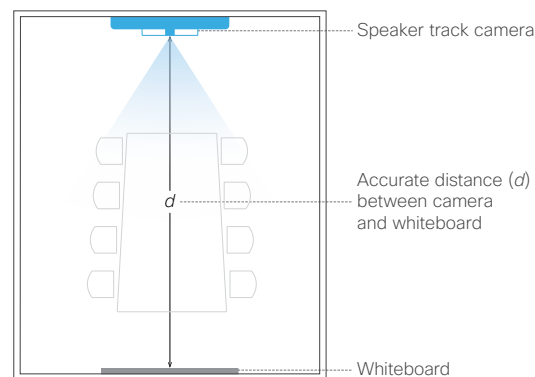 Speaker track camera
d
Accurate distance (d)
between camera
and whiteboard
Whiteboard